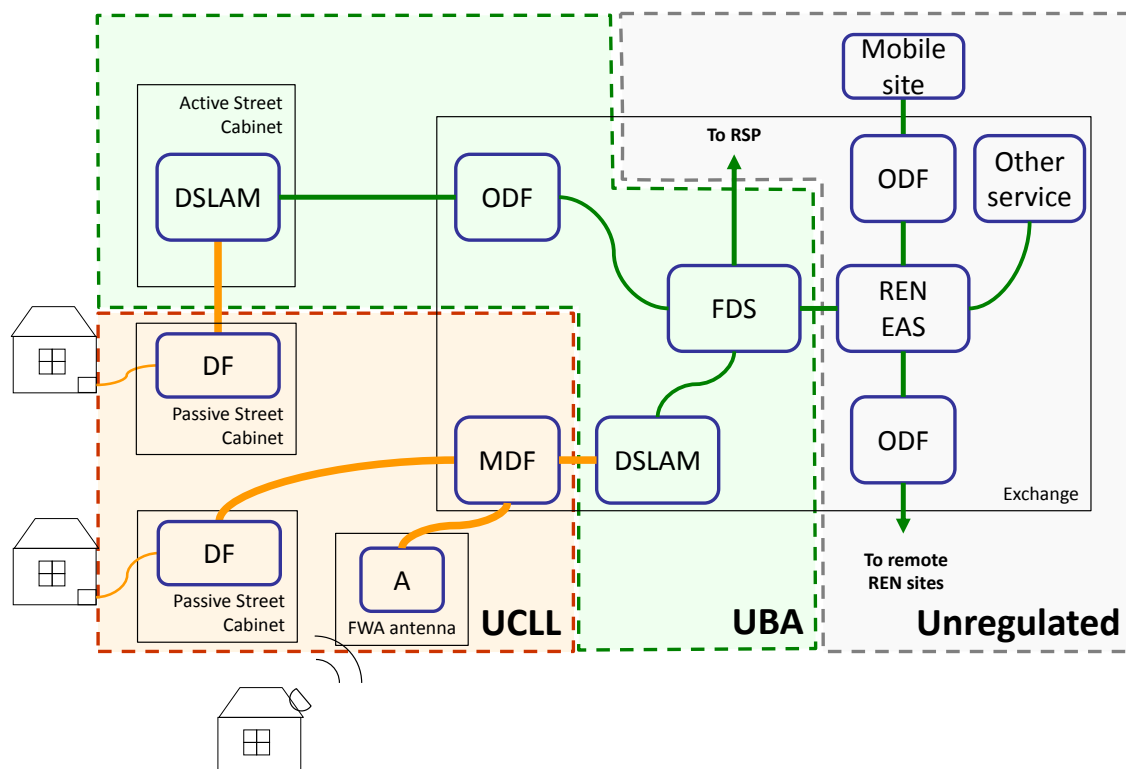 Mobile
site
Active Street
Cabinet
To RSP
DSLAM
ODF
ODF
Other
service
FDS
REN
EAS
DF
Passive Street
Cabinet
MDF
DSLAM
ODF
Exchange
DF
Passive Street
Cabinet
A
FWA antenna
To remote
REN sites
UCLL
UBA
Unregulated